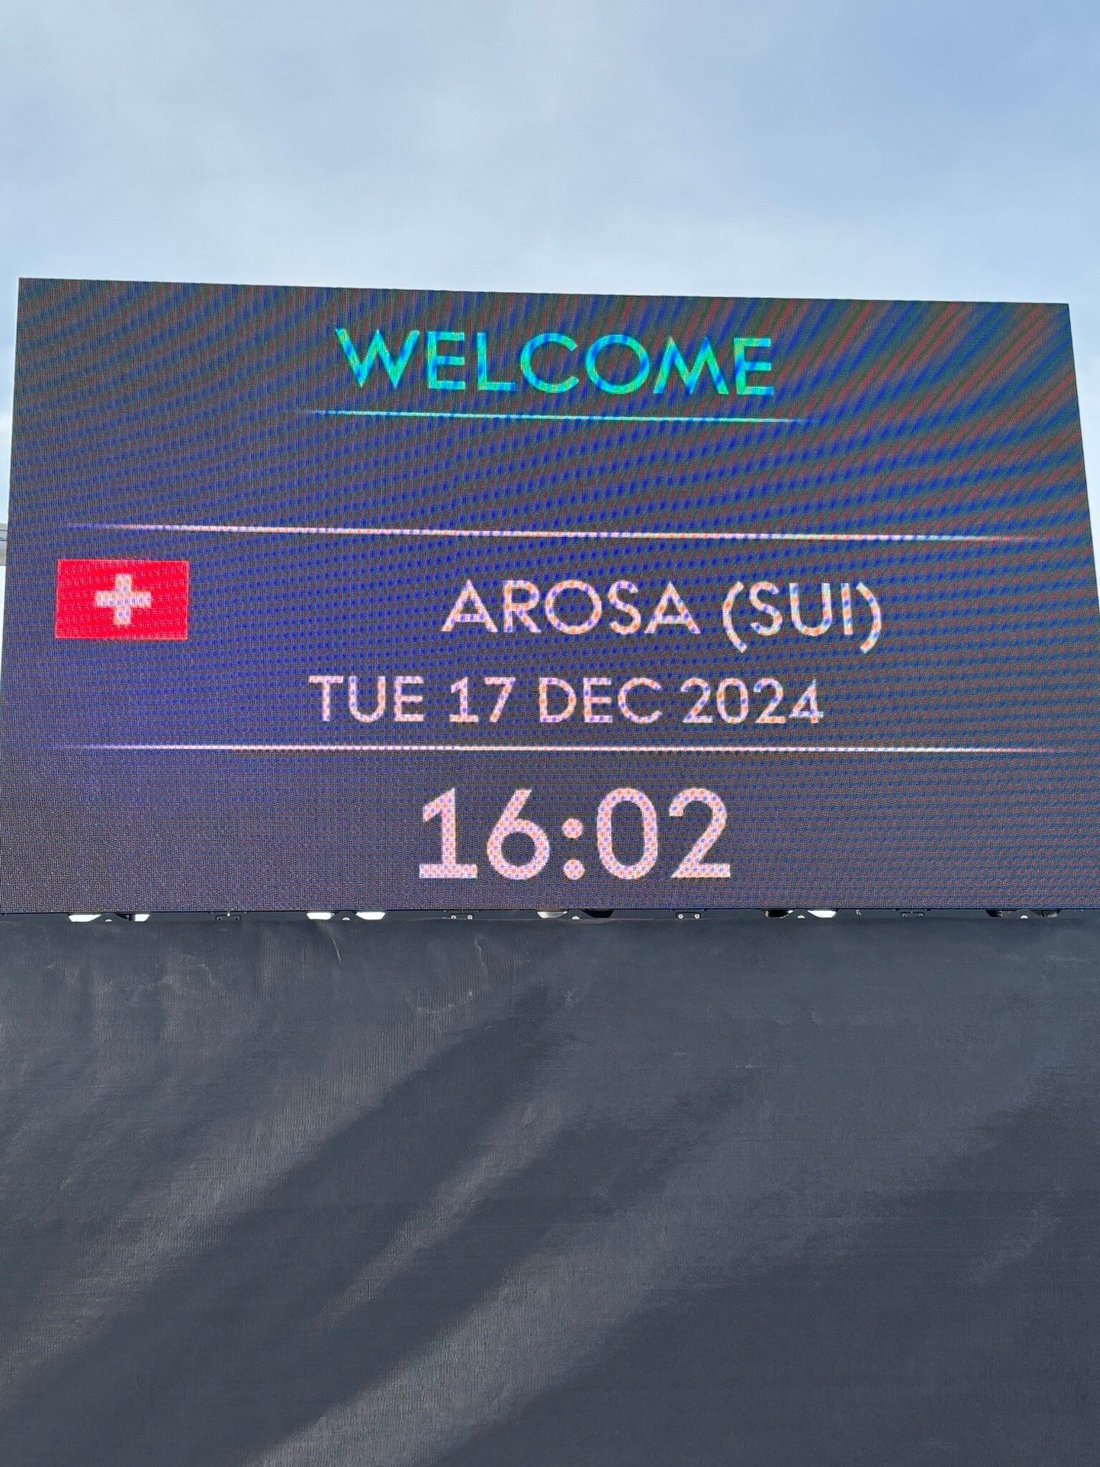 WELCOME
AROSA (SUI)
TUE 17 DEC 2024
16:02